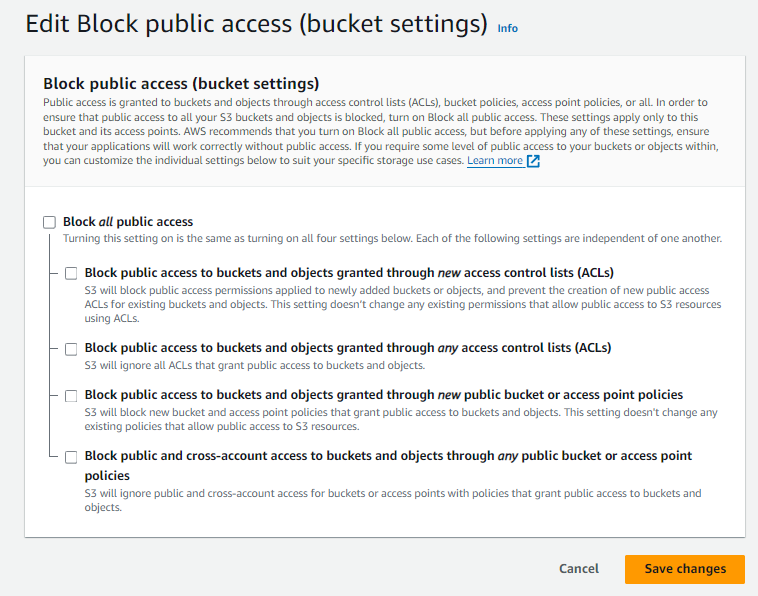 Edit Block public access (bucket settings) Info
Block public access (bucket settings)
Public access is granted to buckets and objects through access control lists (ACLs), bucket policies, access point policies, or all. In order to
ensure that public access to all your S3 buckets and objects is blocked, turn on Block all public access. These settings apply only to this
bucket and its access points. AWS recommends that you turn on Block all public access, but before applying any of these settings, ensure
that your applications will work correctly without public access. If you require some level of public access to your buckets or objects within,
you can customize the individual settings below to suit your specific storage use cases. Learn more
Block all public access
Turning this setting on is the same as turning on all four settings below. Each of the following settings are independent of one another.
Block public access to buckets and objects granted through new access control lists (ACLs)
S3 will block public access permissions applied to newly added buckets or objects, and prevent the creation of new public access
ACLs for existing buckets and objects. This setting doesn't change any existing permissions that allow public access to S3 resources
using ACLs.
Block public access to buckets and objects granted through any access control lists (ACLs)
S3 will ignore all ACLs that grant public access to buckets and objects.
Block public access to buckets and objects granted through new public bucket or access point policies
S3 will block new bucket and access point policies that grant public access to buckets and objects. This setting doesn't change any
existing policies that allow public access to S3 resources.
Block public and cross-account access to buckets and objects through any public bucket or access point
policies
S3 will ignore public and cross-account access for buckets or access points with policies that grant public access to buckets and
objects.
Cancel Save changes